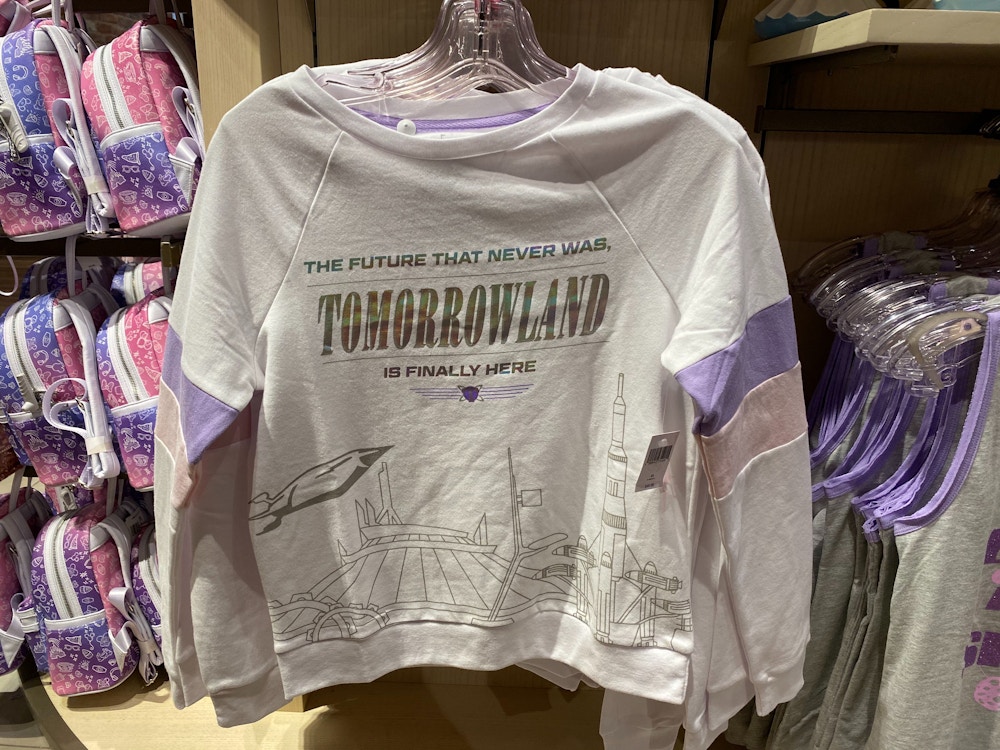 THE FUTURE THAT NEVER WAS,
TOMORROWLAND
IS FINALLY HERE